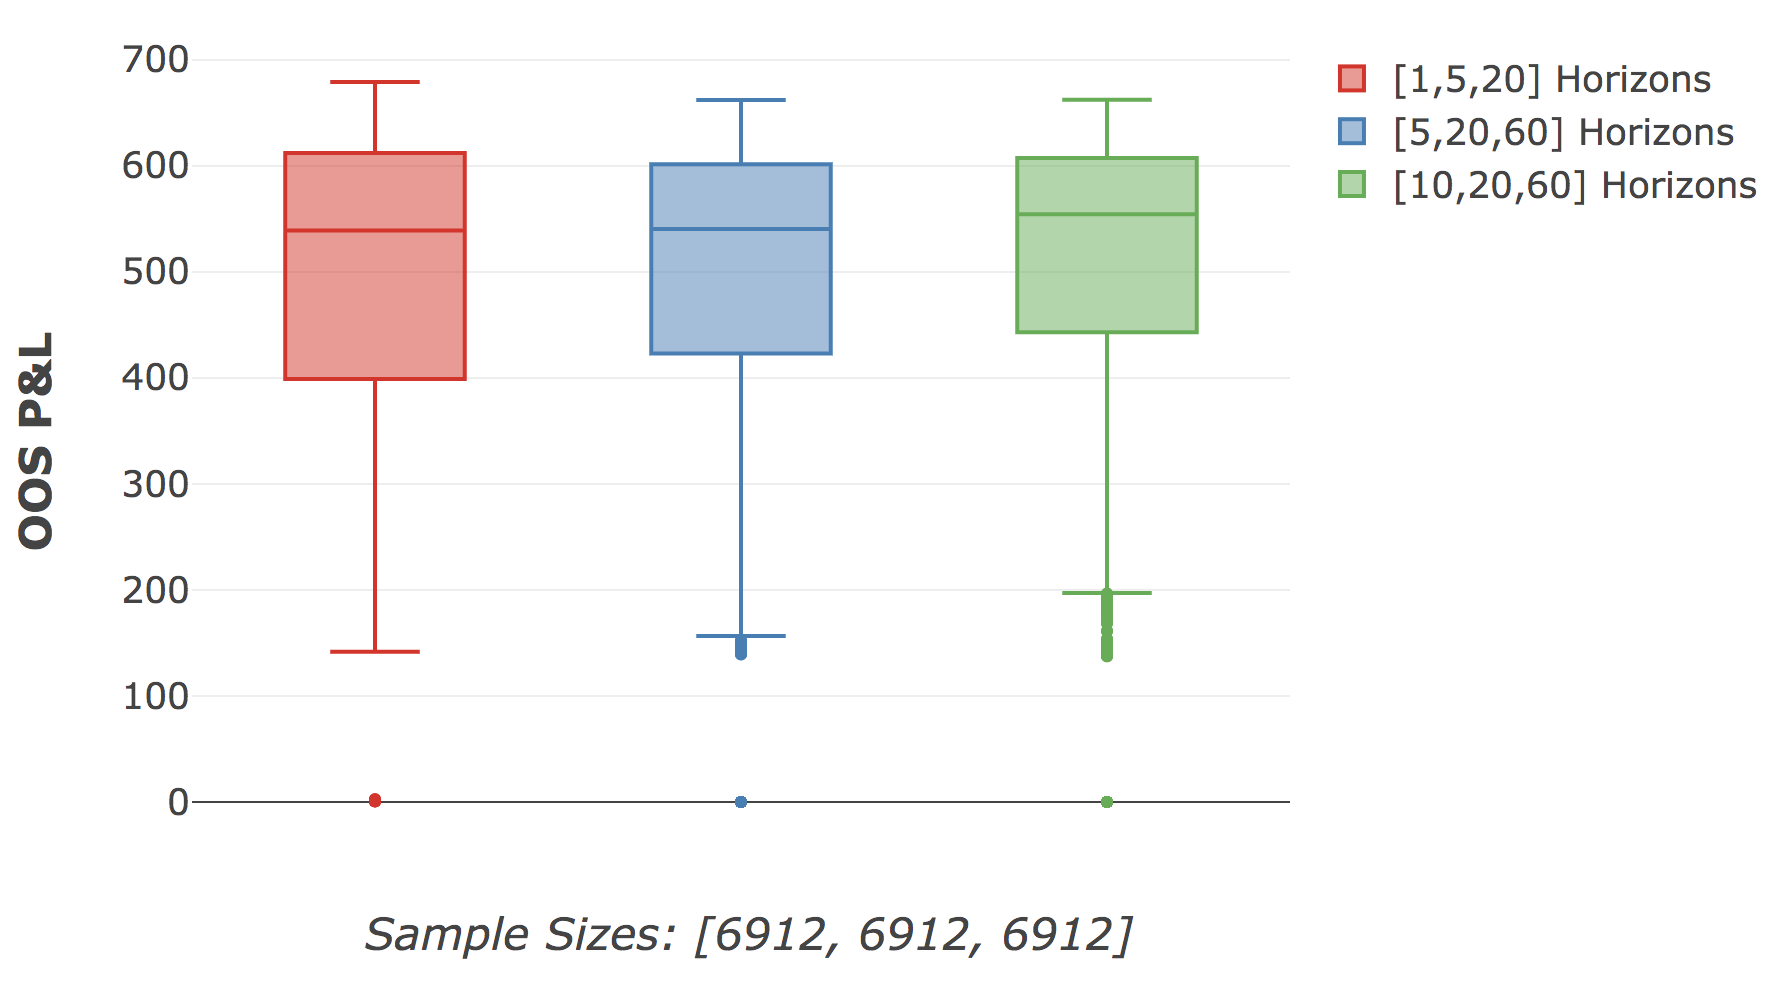 OOS P&L
700
600
500
400
300
200
100
0
[1,5,20] Horizons
[5,20,60] Horizons
[10,20,60] Horizons
Sample Sizes: [6912, 6912, 6912]